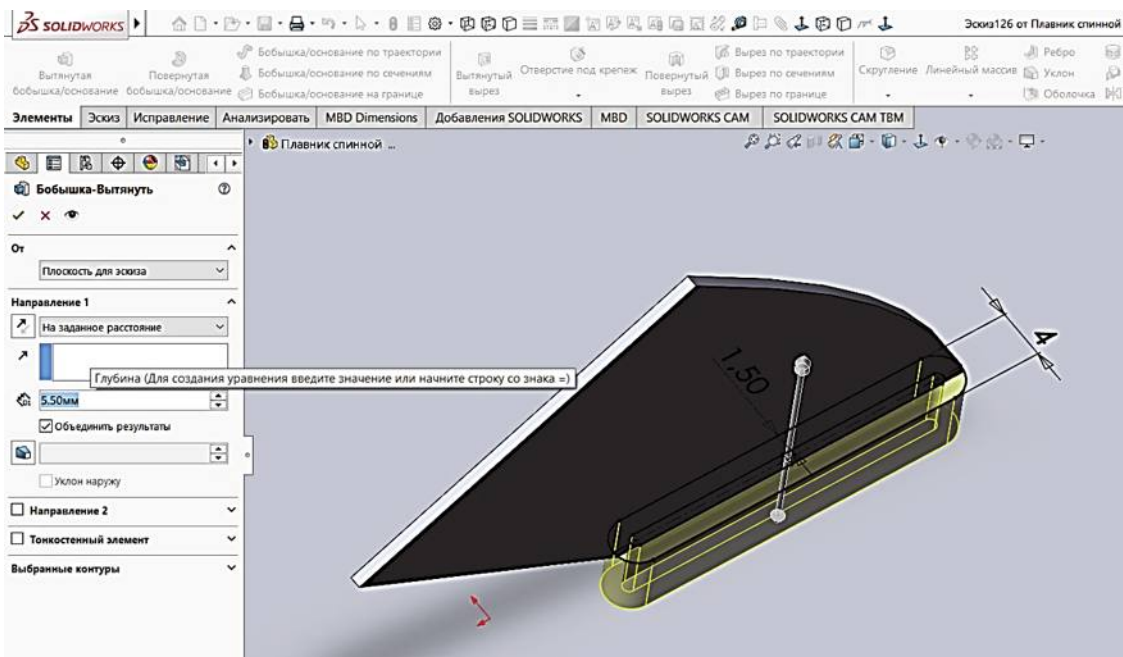 SOLIDWORKS
Эскиз126 от Плавник спинной
Вытянутая бобышка/основание
Повернутая бобышка/основание
Бобышка/основание по траектории
Бобышка/основание по сечениям
Бобышка/основание на границе
Вытянутый вырез
Отверстие под крепеж
Повернутый вырез
Вырез по траектории
Вырез по сечениям
Вырез по границе
Скругление
Линейный массив
Ребро
Уклон
Оболочка
Элементы Эскиз Исправление Анализировать MBD Dimensions Добавления SOLIDWORKS MBD SOLIDWORKS CAM SOLIDWORKS CAM TBM
Плавник спинной ...
Бобышка-Вытянуть
От
Плоскость для эскиза
Направление 1
На заданное расстояние
Глубина (Для создания уравнения введите значение или начните строку со знака =)
5.50мм
Объединить результаты
Уклон наружу
Направление 2
Тонкостенный элемент
Выбранные контуры
1,50
4